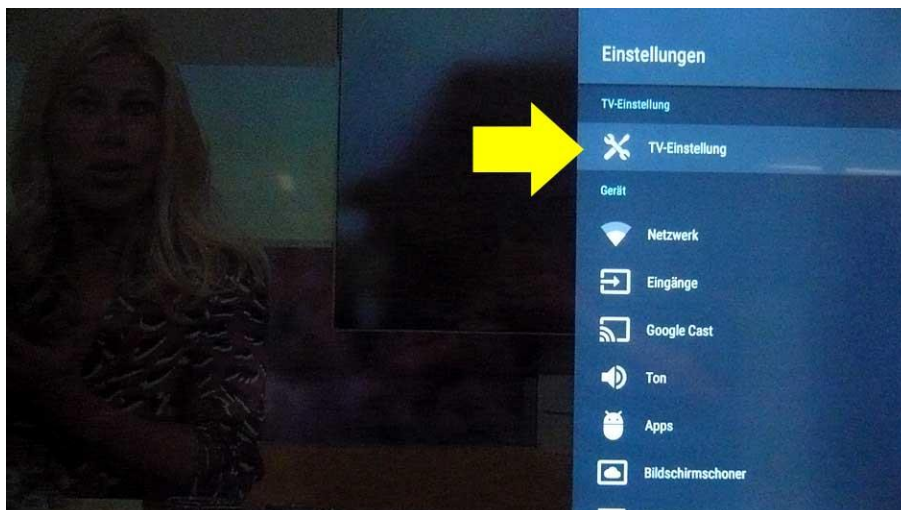 Einstellungen
TV-Einstellung
TV-Einstellung
Gerät
Netzwerk
Eingänge
Google Cast
Ton
Apps
Bildschirmschoner